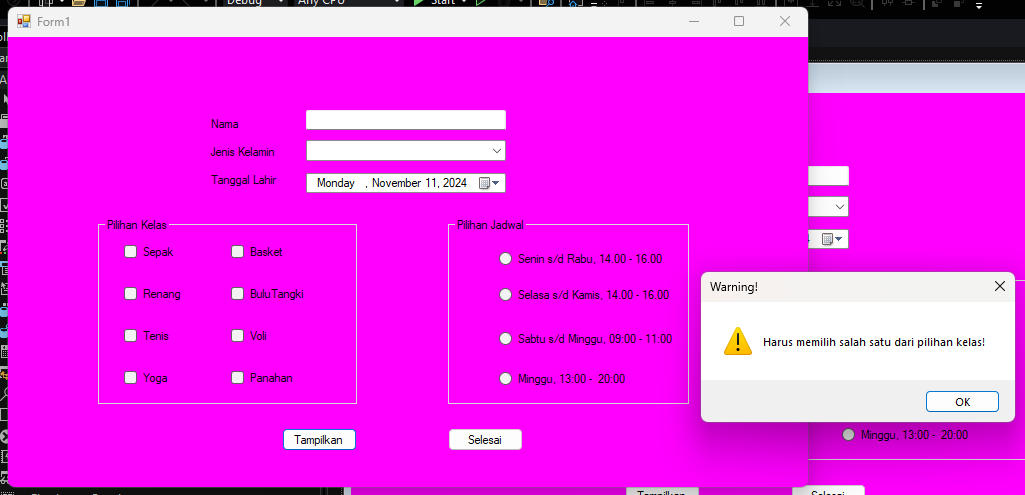 Debug
Any CPU
Start
Form1
Nama
Jenis Kelamin
Tanggal Lahir
Monday , November 11, 2024
Pilihan Kelas
Sepak
Basket
Renang
Bulu Tangki
Tenis
Voli
Yoga
Panahan
Pilihan Jadwal
Senin s/d Rabu, 14.00 - 16.00
Selasa s/d Kamis, 14.00 - 16.00
Sabtu s/d Minggu, 09:00 - 11:00
Minggu, 13:00 - 20:00
Tampilkan
Selesai
Warning!
Harus memilih salah satu dari pilihan kelas!
OK
Minggu, 13:00 - 20:00
Tampilkan
Selesai